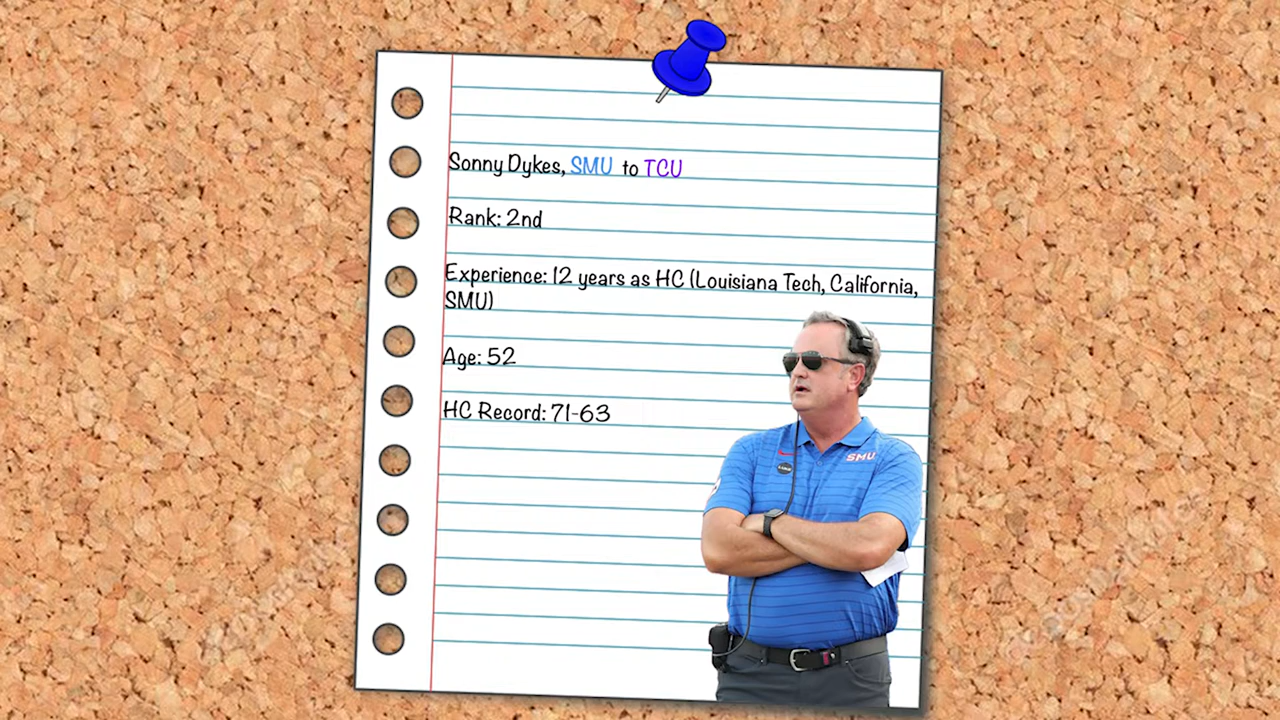 Sonny Dykes, SMU to TCU
Rank: 2nd
Experience: 12 years as HC (Louisiana Tech, California,
SMU)
Age: 52
HC Record: 71-63
SMU